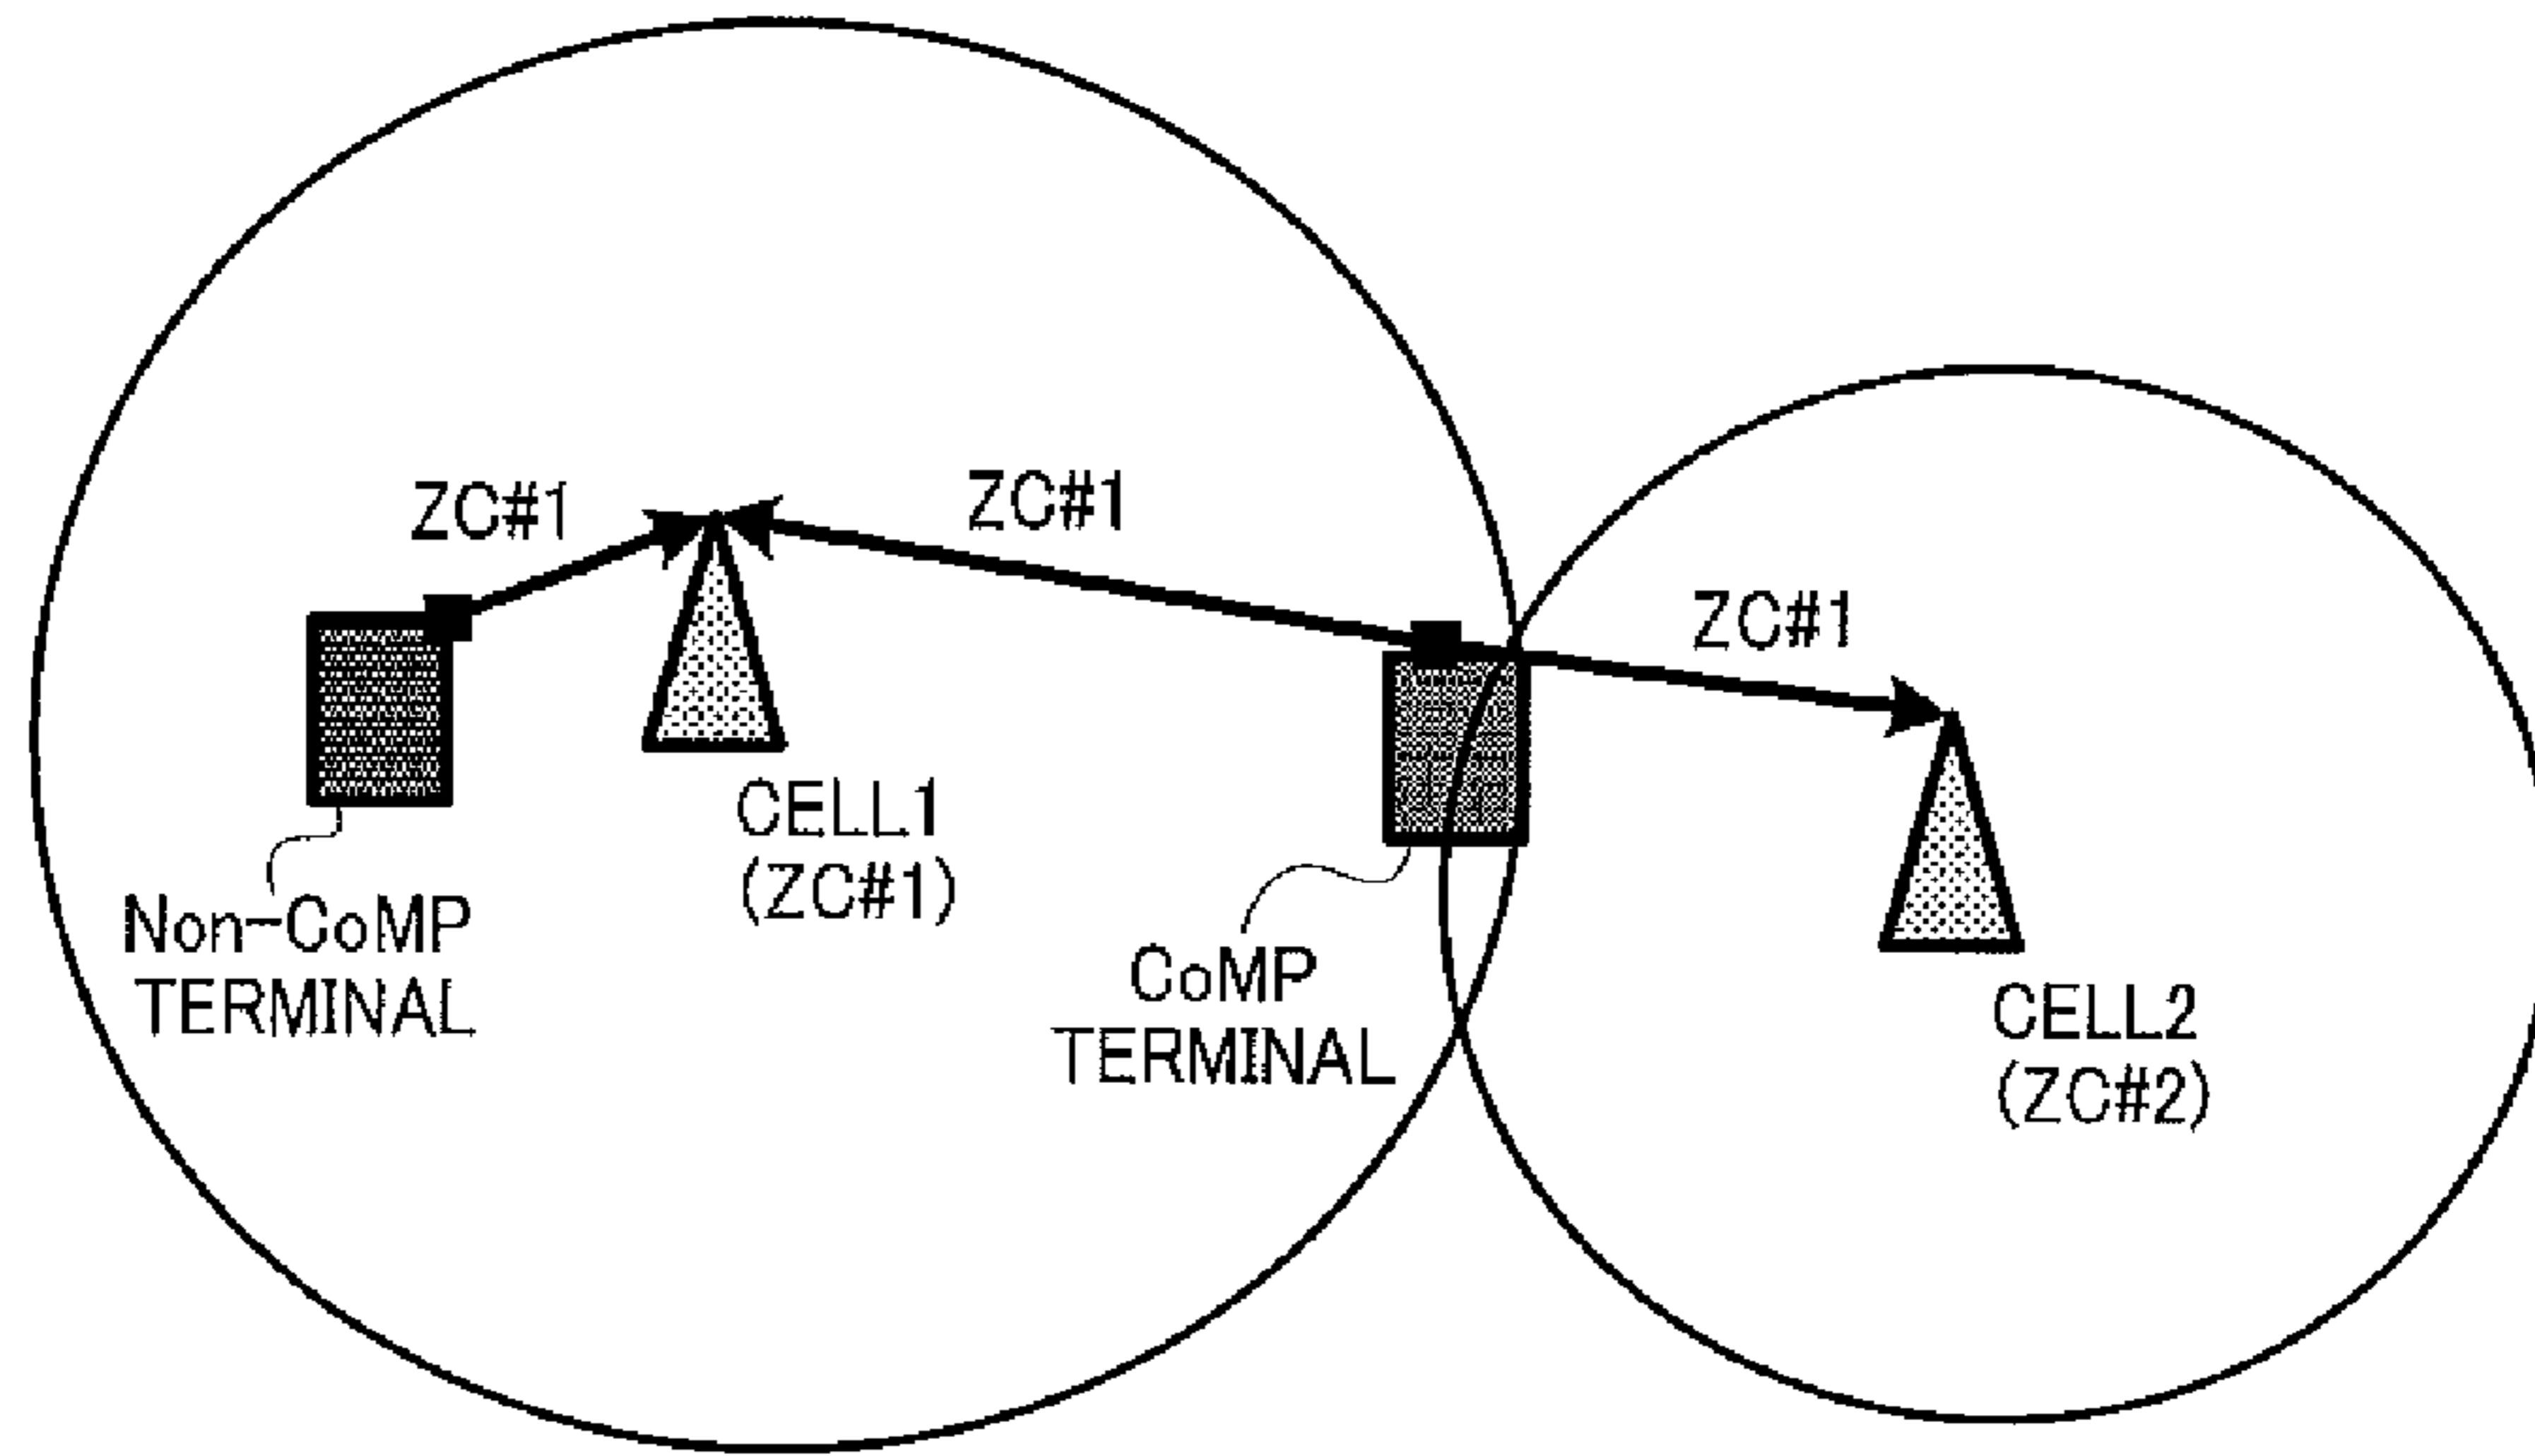 ZC#1
ZC#1
ZC#1
CELL1
(ZC#1)
Non-CoMP
TERMINAL
CoMP
TERMINAL
CELL2
(ZC#2)